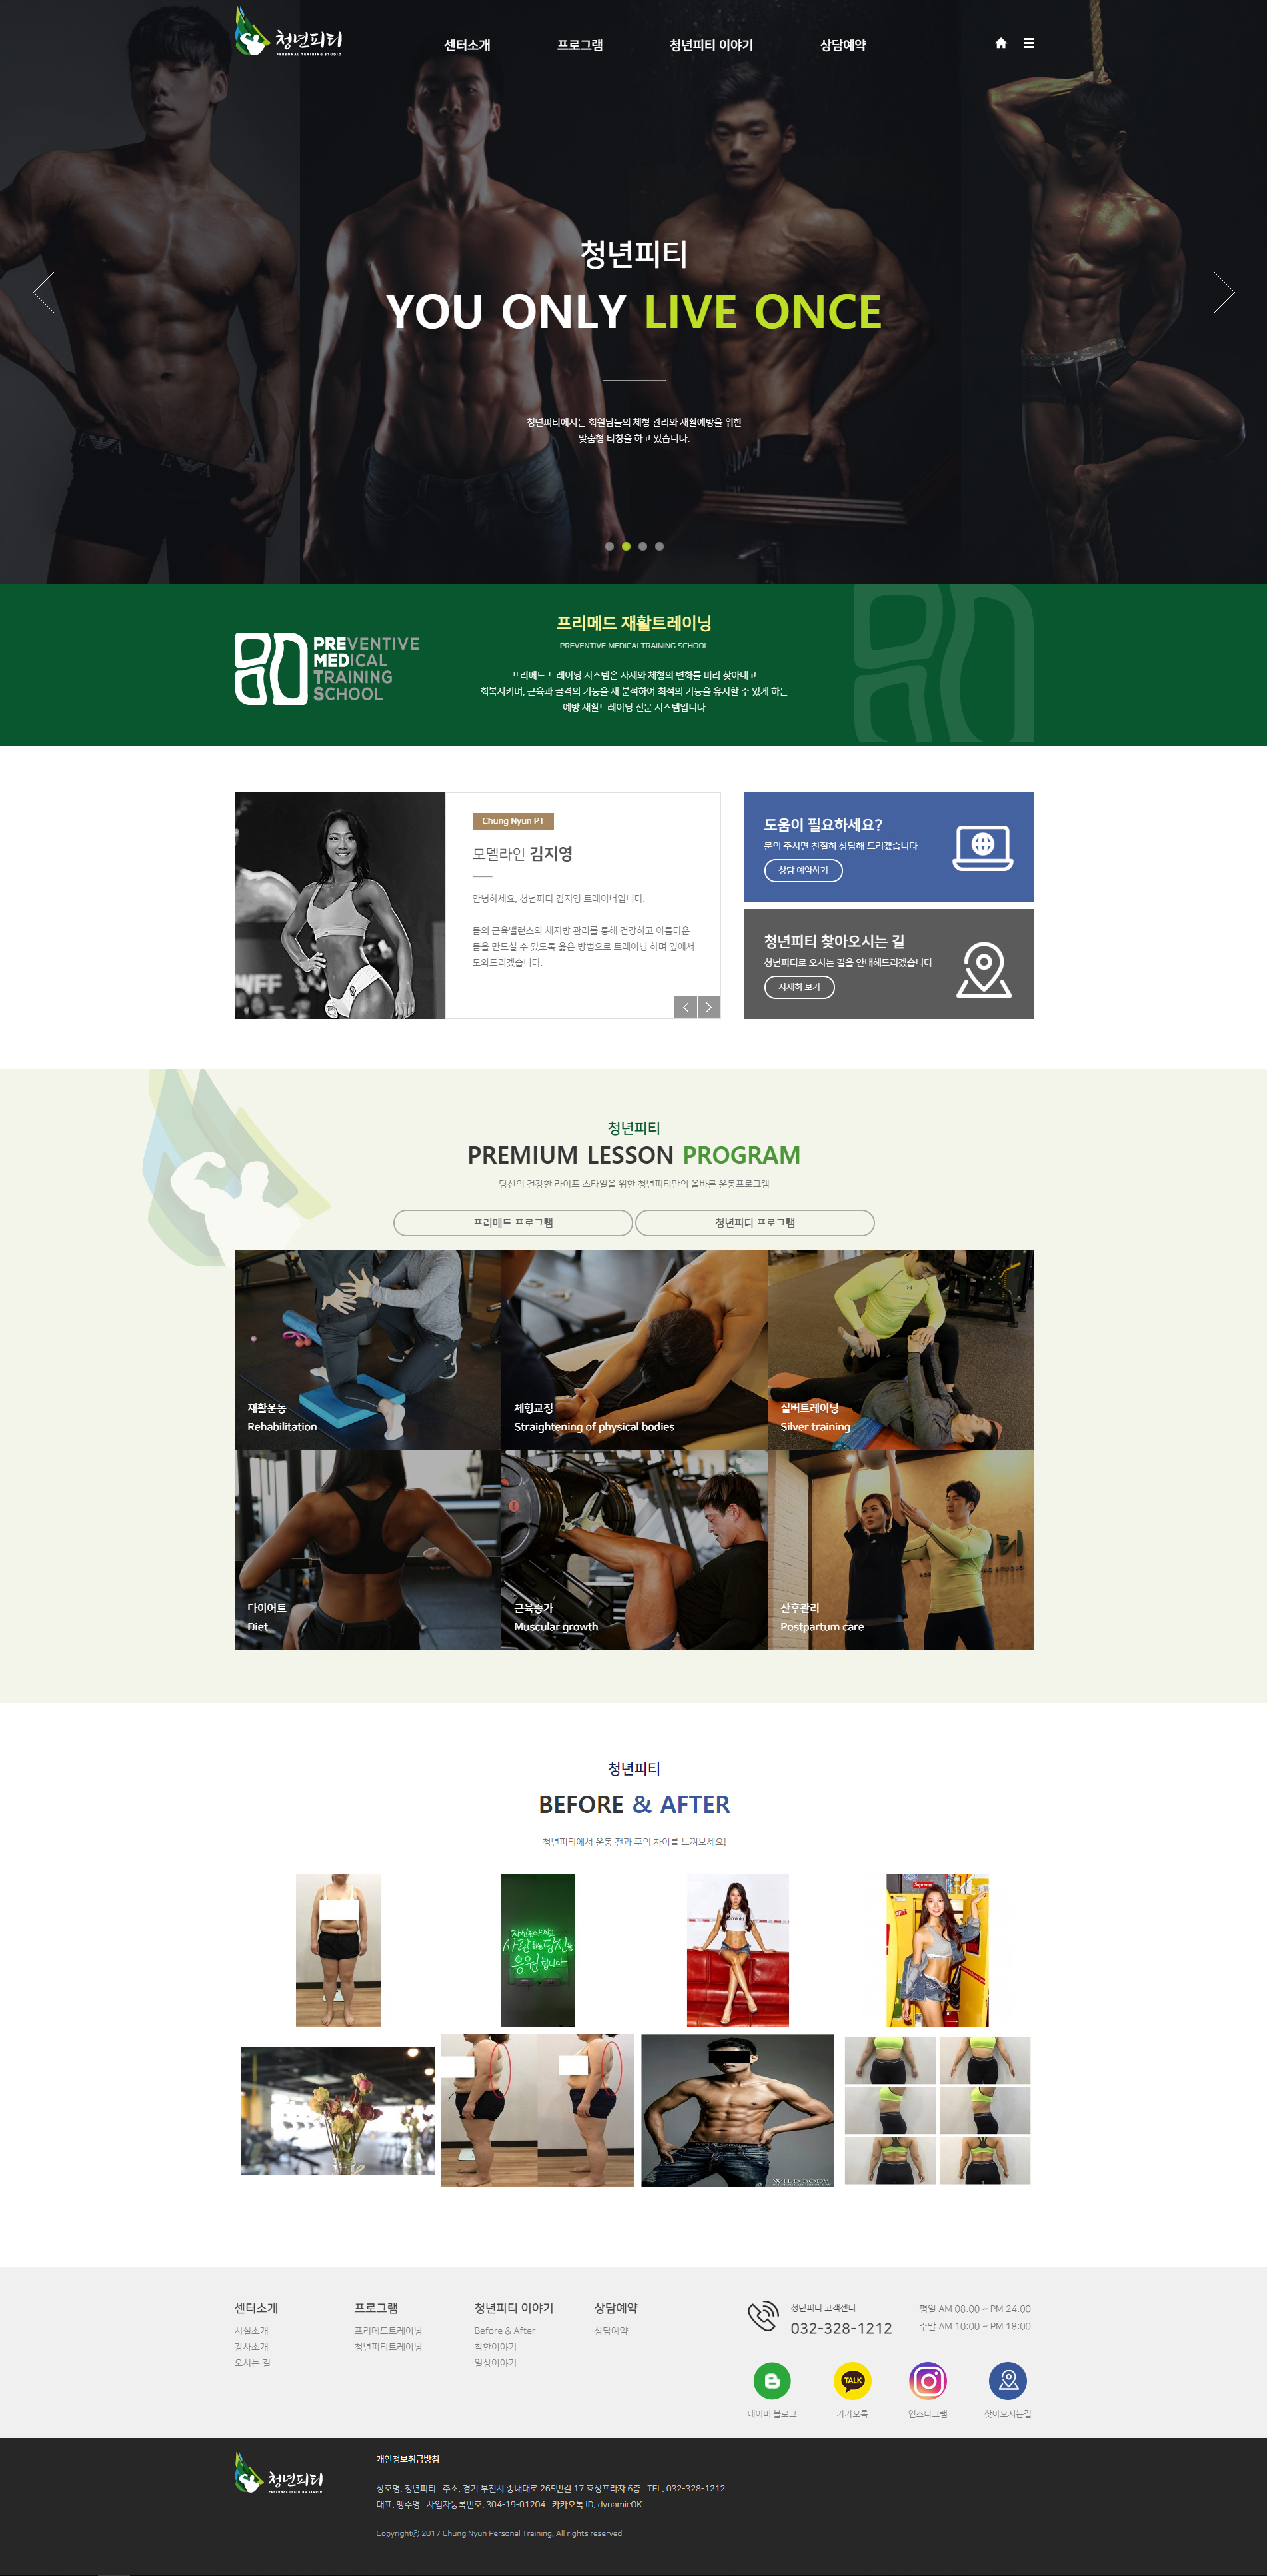 청년피티
PERSONAL TRAINING STUDIO
센터소개
프로그램
청년피티 이야기
상담예약
청년피티
YOU ONLY LIVE ONCE
청년피티에서는 회원님들의 체형 관리와 재활예방을 위한
맞춤형 티칭을 하고 있습니다.
PREVENTIVE
MEDICAL
TRAINING
SCHOOL
프리메드 재활트레이닝
PREVENTIVE MEDICALTRAINING SCHOOL
프리메드 트레이닝 시스템은 자세와 체형의 변화를 미리 찾아내고
회복시키며, 근육과 골격의 기능을 재 분석하여 최적의 기능을 유지할 수 있게 하는
예방 재활트레이닝 전문 시스템입니다
Chung Nyun PT
모델라인 김지영
안녕하세요, 청년피티 김지영 트레이너입니다.
몸의 근육밸런스와 체지방 관리를 통해 건강하고 아름다운
몸을 만드실 수 있도록 옳은 방법으로 트레이닝 하며 옆에서
도와드리겠습니다.
도움이 필요하세요?
문의 주시면 친절히 상담해 드리겠습니다
상담 예약하기
청년피티 찾아오시는 길
청년피티로 오시는 길을 안내해드리겠습니다
자세히 보기
청년피티
PREMIUM LESSON PROGRAM
당신의 건강한 라이프 스타일을 위한 청년피티만의 올바른 운동프로그램
프리메드 프로그램
청년피티 프로그램
재활운동
Rehabilitation
체형교정
Straightening of physical bodies
실버트레이닝
Silver training
다이어트
Diet
근육증가
Muscular growth
산후관리
Postpartum care
청년피티
BEFORE & AFTER
청년피티에서 운동 전과 후의 차이를 느껴보세요!
자신을 아끼고
사랑하는 당신을
응원합니다
Supreme
WILD BODY
센터소개
시설소개
강사소개
오시는 길
프로그램
프리메드트레이닝
청년피티트레이닝
청년피티 이야기
Before & After
착한이야기
일상이야기
상담예약
상담예약
청년피티 고객센터
032-328-1212
평일 AM 08:00 ~ PM 24:00
주말 AM 10:00 ~ PM 18:00
TALK
네이버 블로그
카카오톡
인스타그램
찾아오시는길
청년피티
PERSONAL TRAINING STUDIO
개인정보취급방침
상호명. 청년피티 주소. 경기 부천시 송내대로 265번길 17 효성프라자 6층 TEL. 032-328-1212
대표. 맹수영 사업자등록번호. 304-19-01204 카카오톡 ID. dynamicOK
Copyrightⓒ 2017 Chung Nyun Personal Training. All rights reserved